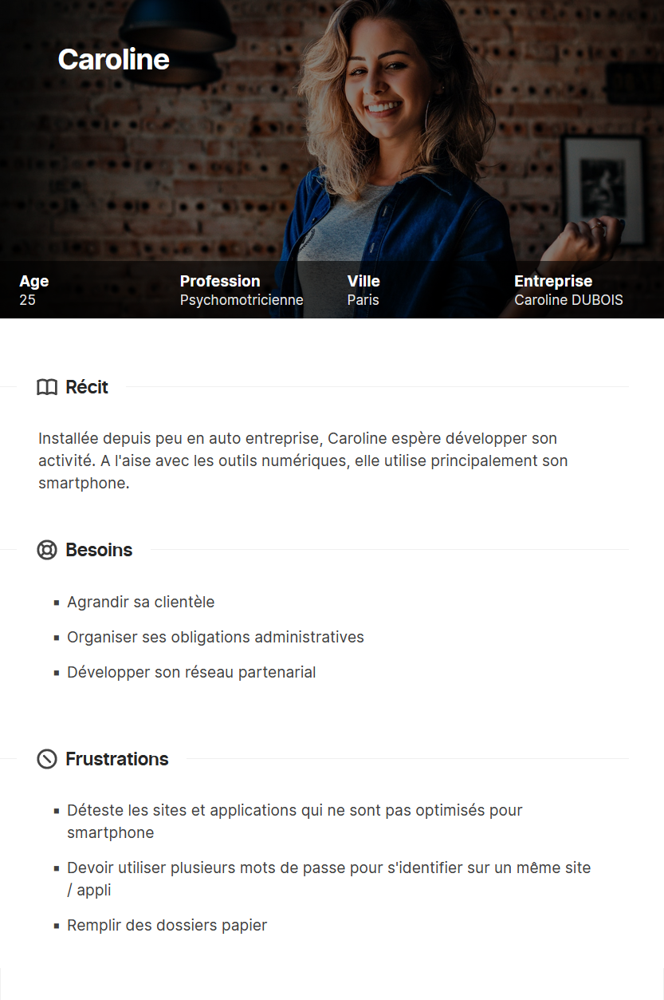 Caroline
Age
25
Profession
Psychomotricienne
Ville
Paris
Entreprise
Caroline DUBOIS
Récit
Installée depuis peu en auto entreprise, Caroline espère développer son
activité. A l'aise avec les outils numériques, elle utilise principalement son
smartphone.
Besoins
▪ Agrandir sa clientèle
▪ Organiser ses obligations administratives
▪ Développer son réseau partenarial
Frustrations
▪ Déteste les sites et applications qui ne sont pas optimisés pour
smartphone
▪ Devoir utiliser plusieurs mots de passe pour s'identifier sur un même site
/ appli
▪ Remplir des dossiers papier